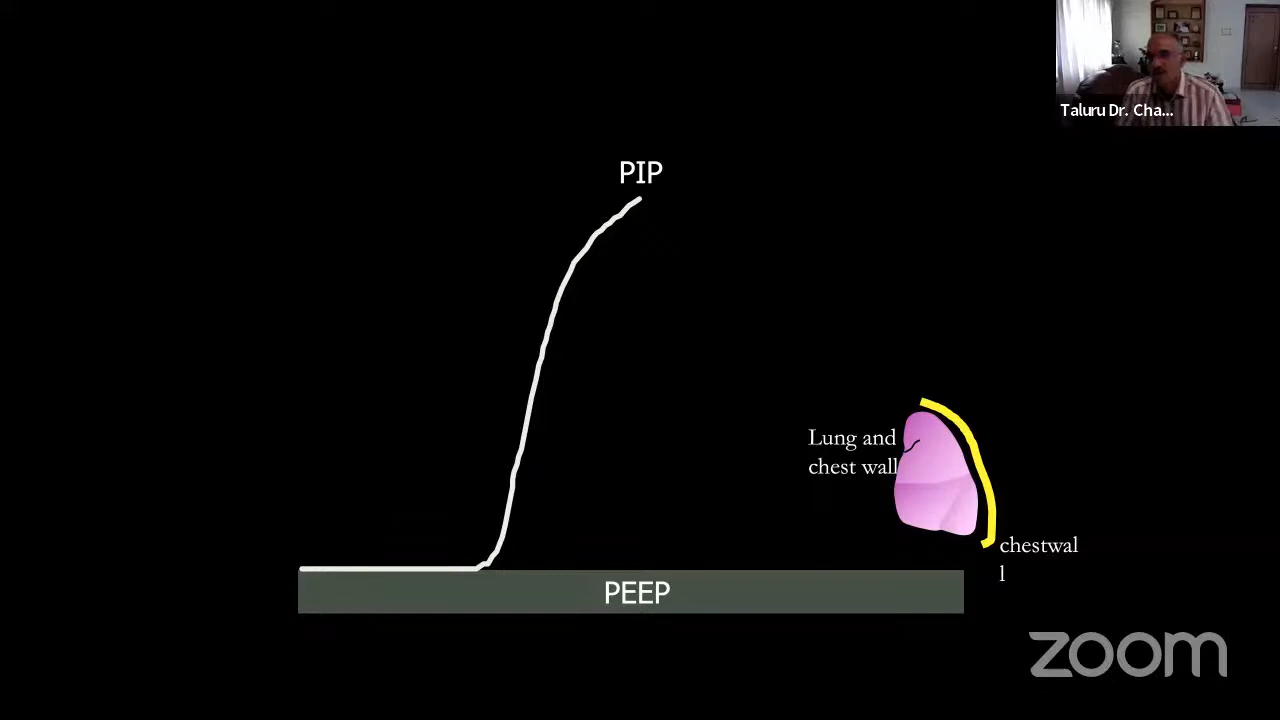 Taluru Dr. Cha...
PIP
Lung and
chest wall
chestwal
l
PEEP
zoom